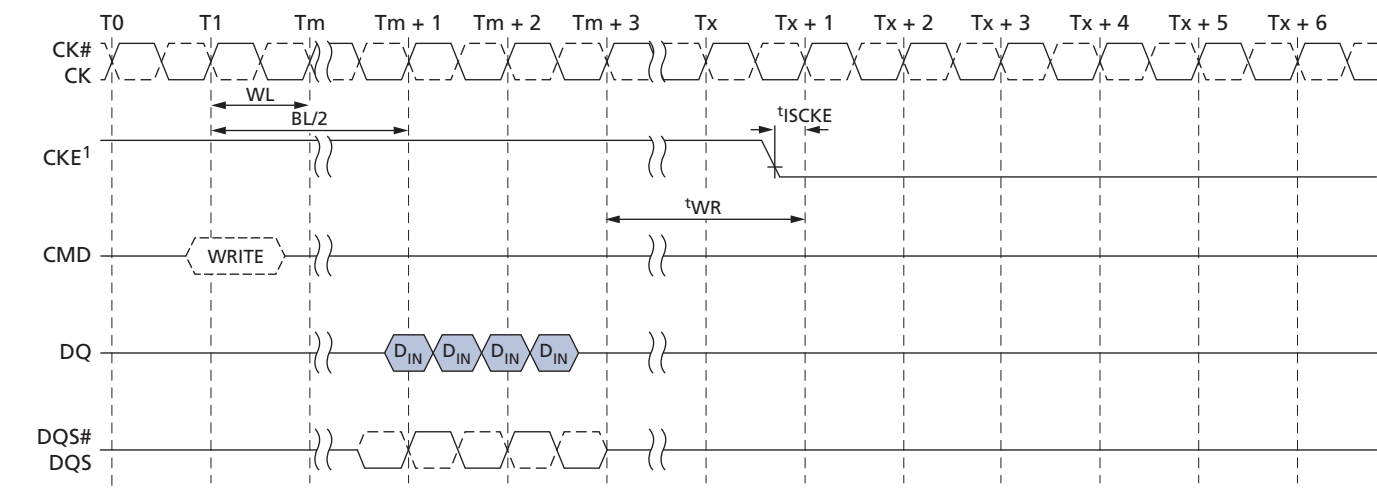 T0 T1 Tm Tm + 1 Tm + 2 Tm + 3 Tx Tx + 1 Tx + 2 Tx + 3 Tx + 4 Tx + 5 Tx + 6
CK#
CK
WL
BL/2
tISCKE
CKE1
tWR
CMD WRITE
DQ DIN DIN DIN DIN
DQS#
DQS